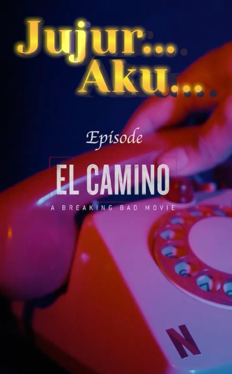 Jujur...
Aku...
Episode
EL CAMINO
A BREAKING BAD MOVIE
N